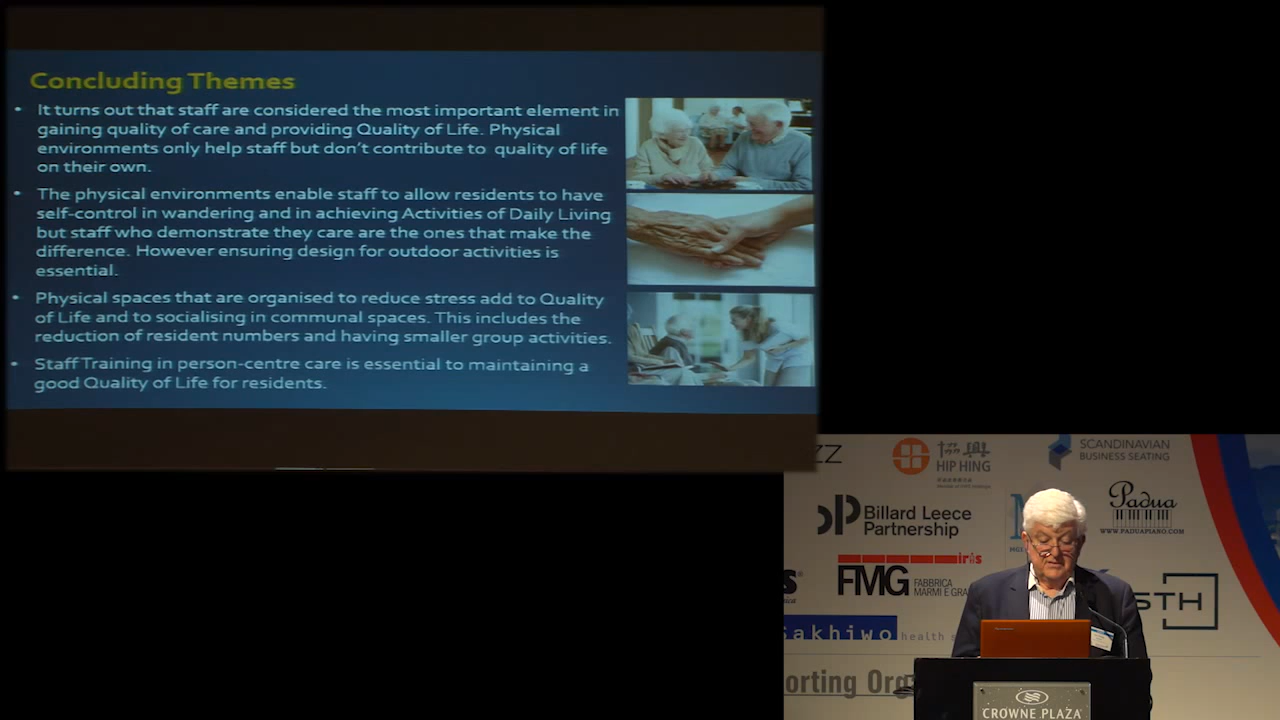 Concluding Themes
• It turns out that staff are considered the most important element in
gaining quality of care and providing Quality of Life. Physical
environments only help staff but don't contribute to quality of life
on their own.
• The physical environments enable staff to allow residents to have
self-control in wandering and in achieving Activities of Daily Living
but staff who demonstrate they care are the ones that make the
difference. However ensuring design for outdoor activities is
essential.
• Physical spaces that are organised to reduce stress add to Quality
of Life and to socialising in communal spaces. This includes the
reduction of resident numbers and having smaller group activities.
• Staff Training in person-centre care is essential to maintaining a
good Quality of Life for residents.
ZZ
HIP HING
SCANDINAVIAN
BUSINESS SEATING
Billard Leece
Partnership
Padua
WWW.PADUAPIANO.COM
iris
FMG FABBRICA
MARMI E GRA
STH
sakhiwo health
orting Org
CROWNE PLAZA